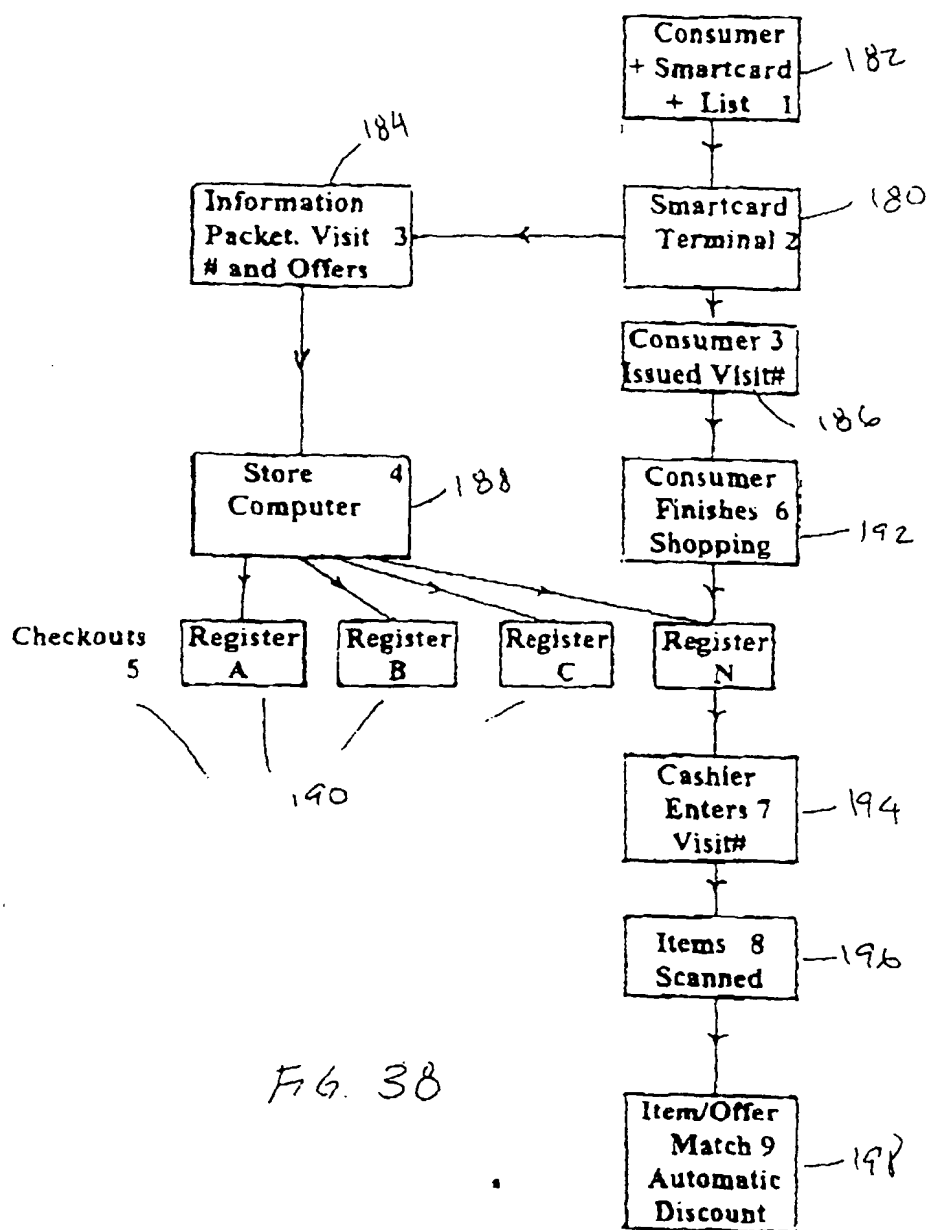 Consumer
+ Smartcard
+ List 1
182
184
Information
Packet. Visit 3
# and Offers
Smartcard
Terminal 2
180
Consumer 3
Issued Visit#
186
Store 4
Computer
188
Consumer
Finishes 6
Shopping
192
Checkouts
5
Register
A
Register
B
Register
C
Register
N
190
Cashier
Enters 7
Visit#
194
Items 8
Scanned
196
FIG. 38
Item/Offer
Match 9
Automatic
Discount
198